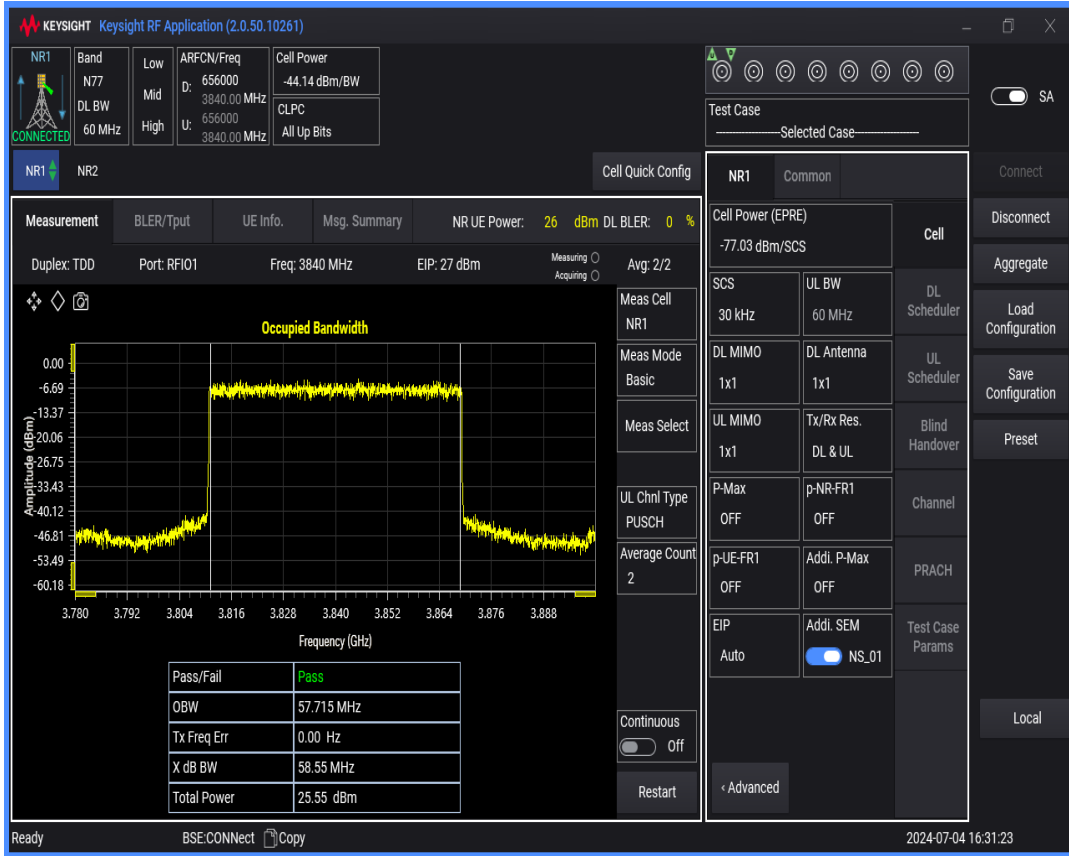 KEYSIGHT Keysight RF Application (2.0.50.10261)
NR1
CONNECTED
Band
N77
DL BW
60 MHz
Low
Mid
High
ARFCN/Freq
D: 656000
3840.00 MHz
U: 656000
3840.00 MHz
Cell Power
-44.14 dBm/BW
CLPC
All Up Bits
Test Case
--------------------Selected Case-----------------
SA
NR1
NR2
Cell Quick Config
Measurement
BLER/Tput
UE Info.
Msg. Summary
NR UE Power: 26 dBm DL BLER: 0 %
Duplex: TDD
Port: RFIO1
Freq: 3840 MHz
EIP: 27 dBm
Measuring
Acquiring
Avg: 2/2
Occupied Bandwidth
Amplitude (dBm)
0.00
-6.69
-13.37
-20.06
-26.75
-33.43
-40.12
-46.81
-53.49
-60.18
3.780 3.792 3.804 3.816 3.828 3.840 3.852 3.864 3.876 3.888
Frequency (GHz)
Pass/Fail Pass
OBW 57.715 MHz
Tx Freq Err 0.00 Hz
X dB BW 58.55 MHz
Total Power 25.55 dBm
Meas Cell
NR1
Meas Mode
Basic
Meas Select
UL Chnl Type
PUSCH
Average Count
2
Continuous
Off
Restart
NR1
Common
Cell Power (EPRE)
-77.03 dBm/SCS
SCS
30 kHz
UL BW
60 MHz
DL MIMO
1x1
DL Antenna
1x1
UL MIMO
1x1
Tx/Rx Res.
DL & UL
P-Max
OFF
p-NR-FR1
OFF
p-UE-FR1
OFF
Addi. P-Max
OFF
EIP
Auto
Addi. SEM
NS_01
‹ Advanced
Cell
DL
Scheduler
UL
Scheduler
Blind
Handover
Channel
PRACH
Test Case
Params
Connect
Disconnect
Aggregate
Load
Configuration
Save
Configuration
Preset
Local
Ready
BSE:CONNect
Copy
2024-07-04 16:31:23